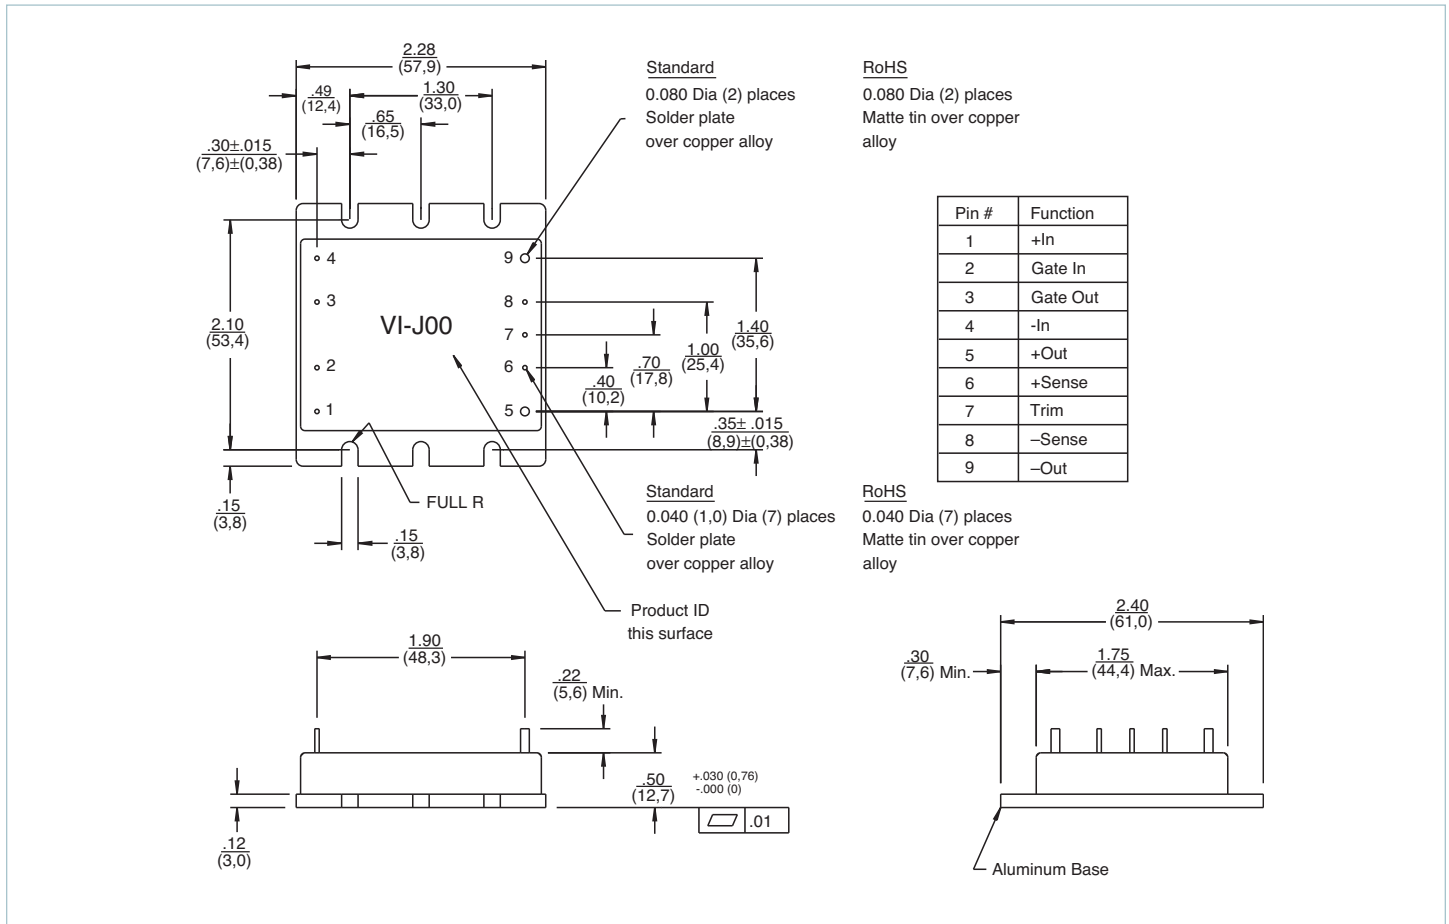 2.28
(57,9)
.49
(12,4)
1.30
(33,0)
.65
(16,5)
.30±.015
(7,6)±(0,38)
Standard
0.080 Dia (2) places
Solder plate
over copper alloy
RoHS
0.080 Dia (2) places
Matte tin over copper
alloy
Pin # Function
1 +In
2 Gate In
3 Gate Out
4 -In
5 +Out
6 +Sense
7 Trim
8 –Sense
9 –Out
4
3
2
1
VI-J00
9
8
7
6
5
2.10
(53,4)
1.40
(35,6)
1.00
(25,4)
.70
(17,8)
.40
(10,2)
.35± .015
(8,9)±(0,38)
.15
(3,8)
FULL R
.15
(3,8)
Standard
0.040 (1,0) Dia (7) places
Solder plate
over copper alloy
RoHS
0.040 Dia (7) places
Matte tin over copper
alloy
Product ID
this surface
1.90
(48,3)
.22
(5,6) Min.
.50
(12,7)
+.030 (0,76)
-.000 (0)
.01
.12
(3,0)
2.40
(61,0)
.30
(7,6) Min.
1.75
(44,4) Max.
Aluminum Base